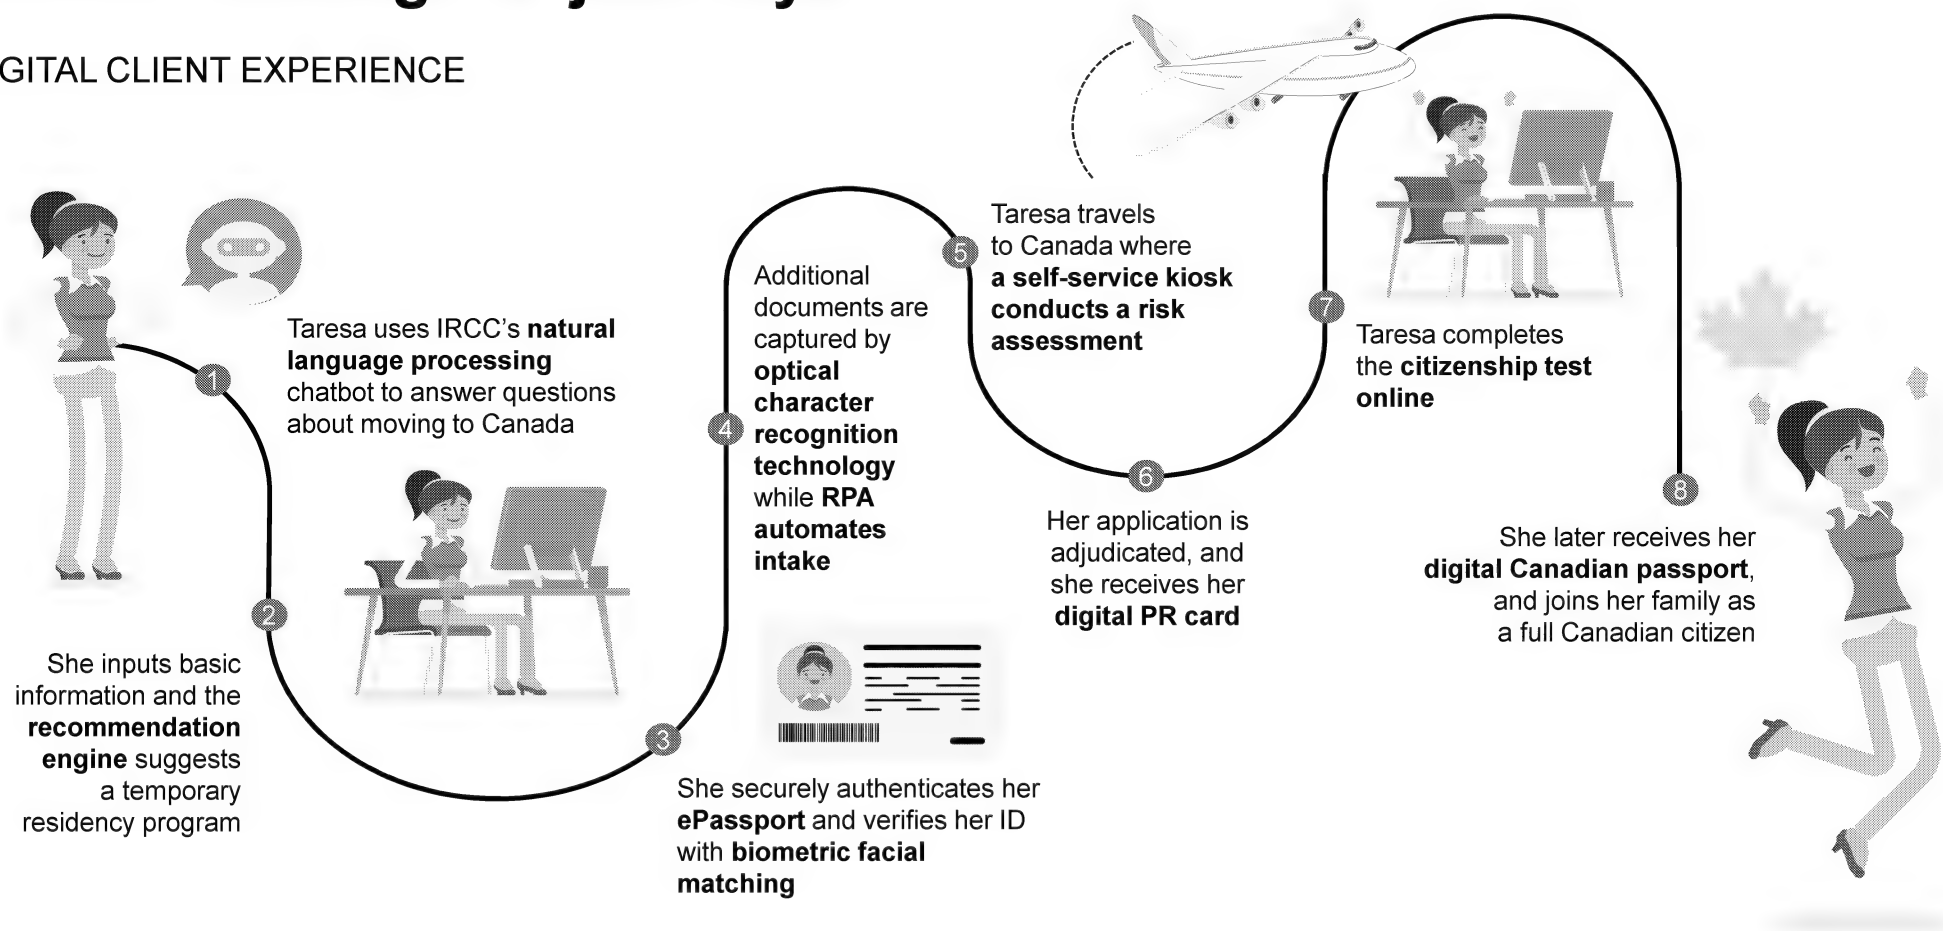 GITAL CLIENT EXPERIENCE
1
Taresa uses IRCC's natural
language processing
chatbot to answer questions
about moving to Canada
2
She inputs basic
information and the
recommendation
engine suggests
a temporary
residency program
3
She securely authenticates her
ePassport and verifies her ID
with biometric facial
matching
4
Additional
documents are
captured by
optical
character
recognition
technology
while RPA
automates
intake
5
Taresa travels
to Canada where
a self-service kiosk
conducts a risk
assessment
6
Her application is
adjudicated, and
she receives her
digital PR card
7
Taresa completes
the citizenship test
online
8
She later receives her
digital Canadian passport,
and joins her family as
a full Canadian citizen